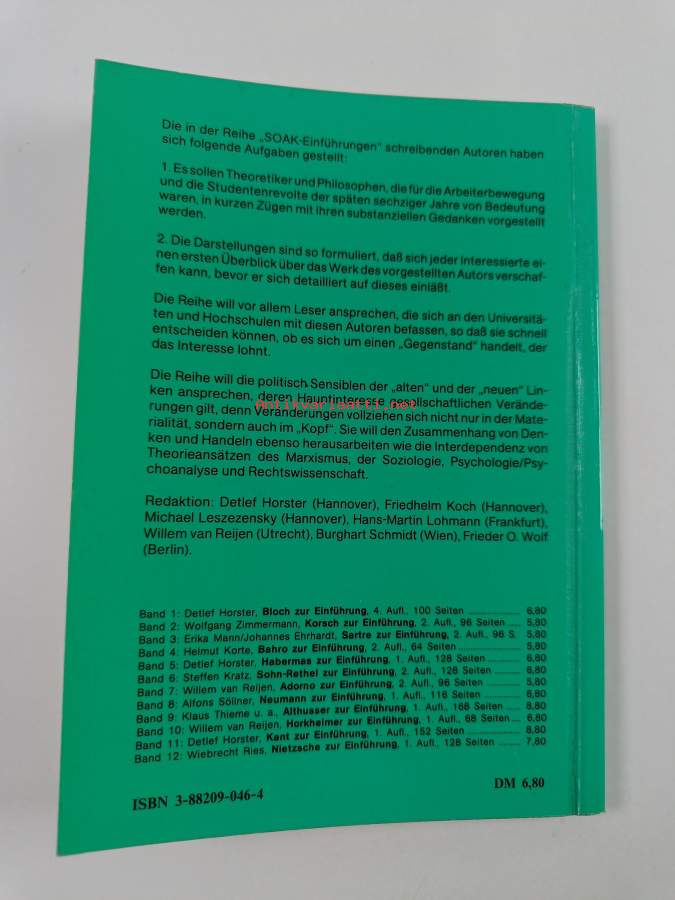 Die in der Reihe „SOAK-Einführungen" schreibenden Autoren haben
sich folgende Aufgaben gestellt:
1. Es sollen Theoretiker und Philosophen, die für die Arbeiterbewegung
und die Studentenrevolte der späten sechziger Jahre von Bedeutung
waren, in kurzen Zügen mit ihren substanziellen Gedanken vorgestellt
werden.
2. Die Darstellungen sind so formuliert, daß sich jeder Interessierte ei-
nen ersten Überblick über das Werk des vorgestellten Autors verschaf-
fen kann, bevor er sich detailliert auf dieses einläßt.
Die Reihe will vor allem Leser ansprechen, die sich an den Universitä-
ten und Hochschulen mit diesen Autoren befassen, so daß sie schnell
entscheiden können, ob es sich um einen „Gegenstand" handelt, der
das Interesse lohnt.
Die Reihe will die politisch Sensiblen der „alten" und der „neuen" Lin-
ken ansprechen, deren Hauptinteresse gesellschaftlichen Verände-
antikvariaatti.net
rungen gilt, denn Veränderungen vollziehen sich nicht nur in der Mate-
rialität, sondern auch im „Kopf". Sie will den Zusammenhang von Den-
ken und Handeln ebenso herausarbeiten wie die Interdependenz von
Theorieansätzen des Marxismus, der Soziologie, Psychologie/Psy-
choanalyse und Rechtswissenschaft.
Redaktion: Detlef Horster (Hannover), Friedhelm Koch (Hannover),
Michael Leszezensky (Hannover), Hans-Martin Lohmann (Frankfurt),
Willem van Reijen (Utrecht), Burghart Schmidt (Wien), Frieder O. Wolf
(Berlin).
Band 1: Detlef Horster, Bloch zur Einführung, 4. Aufl., 100 Seiten ........ 6,80
Band 2: Wolfgang Zimmermann, Korsch zur Einführung, 2. Aufl., 96 Seiten .... 5,80
Band 3: Erika Mann/Johannes Ehrhardt, Sartre zur Einführung, 2. Aufl., 96 S. 5,80
Band 4: Helmut Korte, Bahro zur Einführung, 2. Aufl., 64 Seiten ........ 5,80
Band 5: Detlef Horster, Habermas zur Einführung, 1. Aufl., 128 Seiten ........ 6,80
Band 6: Steffen Kratz, Sohn-Rethel zur Einführung, 2. Aufl., 128 Seiten ........ 6,80
Band 7: Willem van Reijen, Adorno zur Einführung, 2. Aufl., 96 Seiten ........ 5,80
Band 8: Alfons Söllner, Neumann zur Einführung, 1. Aufl., 116 Seiten ........ 6,80
Band 9: Klaus Thieme u. a., Althusser zur Einführung, 1. Aufl., 168 Seiten .... 8,80
Band 10: Willem van Reijen, Horkheimer zur Einführung, 1. Aufl., 68 Seiten .... 6,80
Band 11: Detlef Horster, Kant zur Einführung, 1. Aufl., 152 Seiten ........ 8,80
Band 12: Wiebrecht Ries, Nietzsche zur Einführung, 1. Aufl., 128 Seiten ........ 7,80
DM 6,80
ISBN 3-88209-046-4